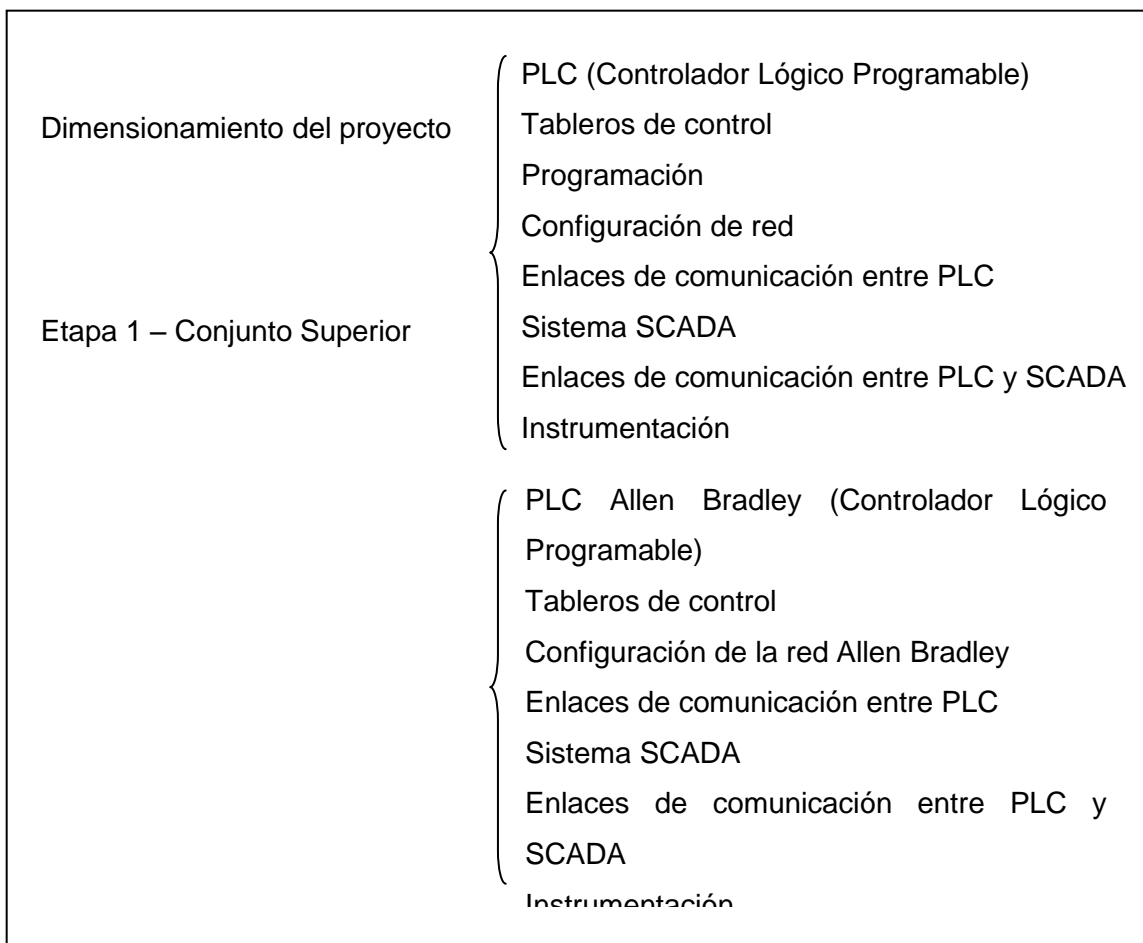 Dimensionamiento del proyecto
PLC (Controlador Lógico Programable)
Tableros de control
Programación
Configuración de red
Enlaces de comunicación entre PLC
Sistema SCADA
Enlaces de comunicación entre PLC y SCADA
Instrumentación
Etapa 1 – Conjunto Superior
PLC Allen Bradley (Controlador Lógico
Programable)
Tableros de control
Configuración de la red Allen Bradley
Enlaces de comunicación entre PLC
Sistema SCADA
Enlaces de comunicación entre PLC y
SCADA
Instrumentación